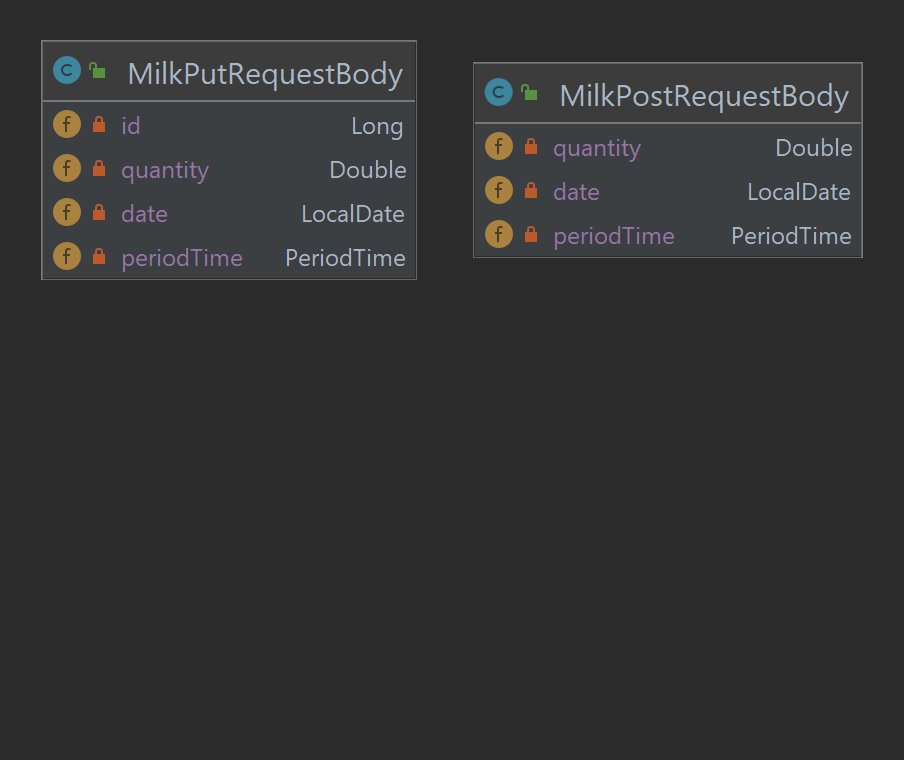 MilkPutRequestBody
id Long
quantity Double
date LocalDate
periodTime PeriodTime
MilkPostRequestBody
quantity Double
date LocalDate
periodTime PeriodTime